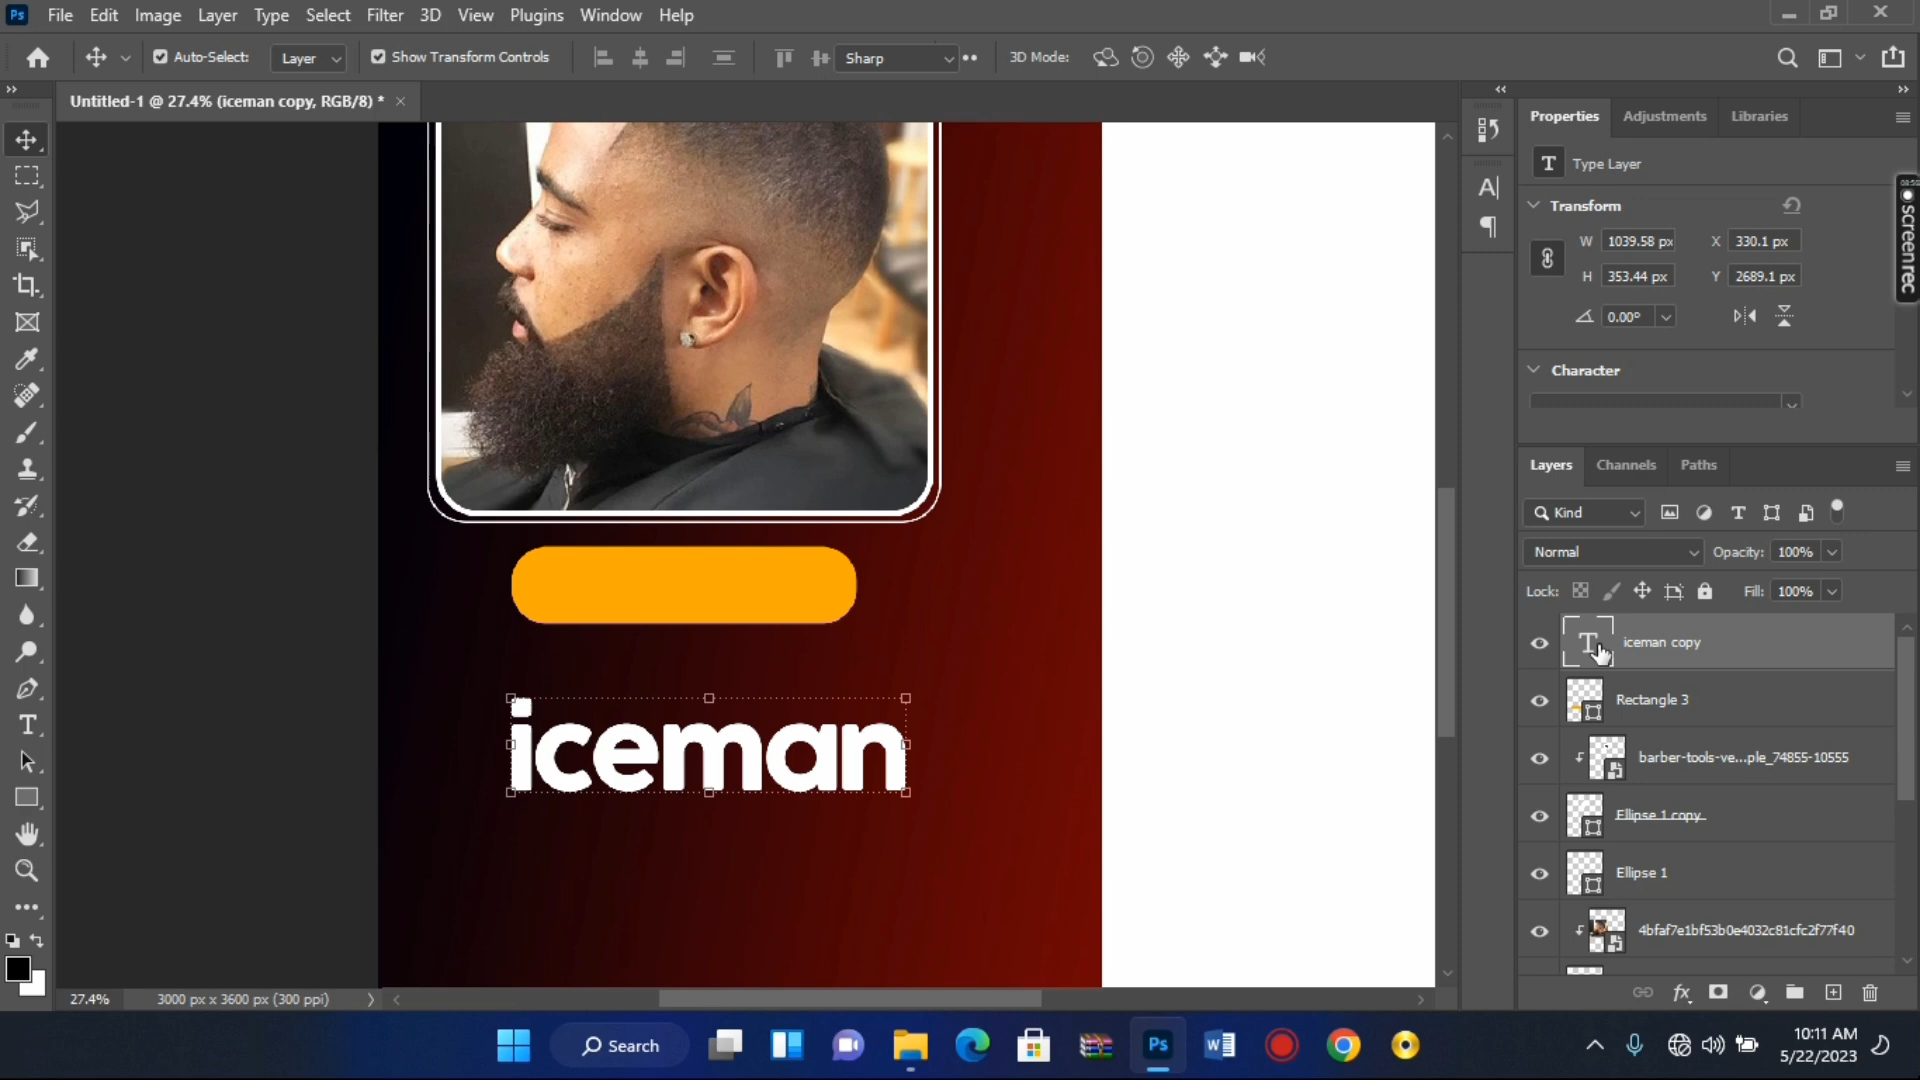 Ps File Edit Image Layer Type Select Filter 3D View Plugins Window Help
Auto-Select: Layer Show Transform Controls Sharp 3D Mode:
Untitled-1 @ 27.4% (iceman copy, RGB/8) *
Properties Adjustments Libraries
T Type Layer
Transform
W 1039.58 px X 330.1 px
H 353.44 px Y 2689.1 px
0.00º
Character
screenrec
iceman
Layers Channels Paths
Kind
Normal Opacity: 100%
Lock: Fill: 100%
iceman copy
Rectangle 3
barber-tools-ve...ple_74855-10555
Ellipse 1 copy
Ellipse 1
4bfaf7e1bf53b0e4032c81cfc2f77f40
27.4% 3000 px x 3600 px (300 ppi)
Search
10:11 AM
5/22/2023